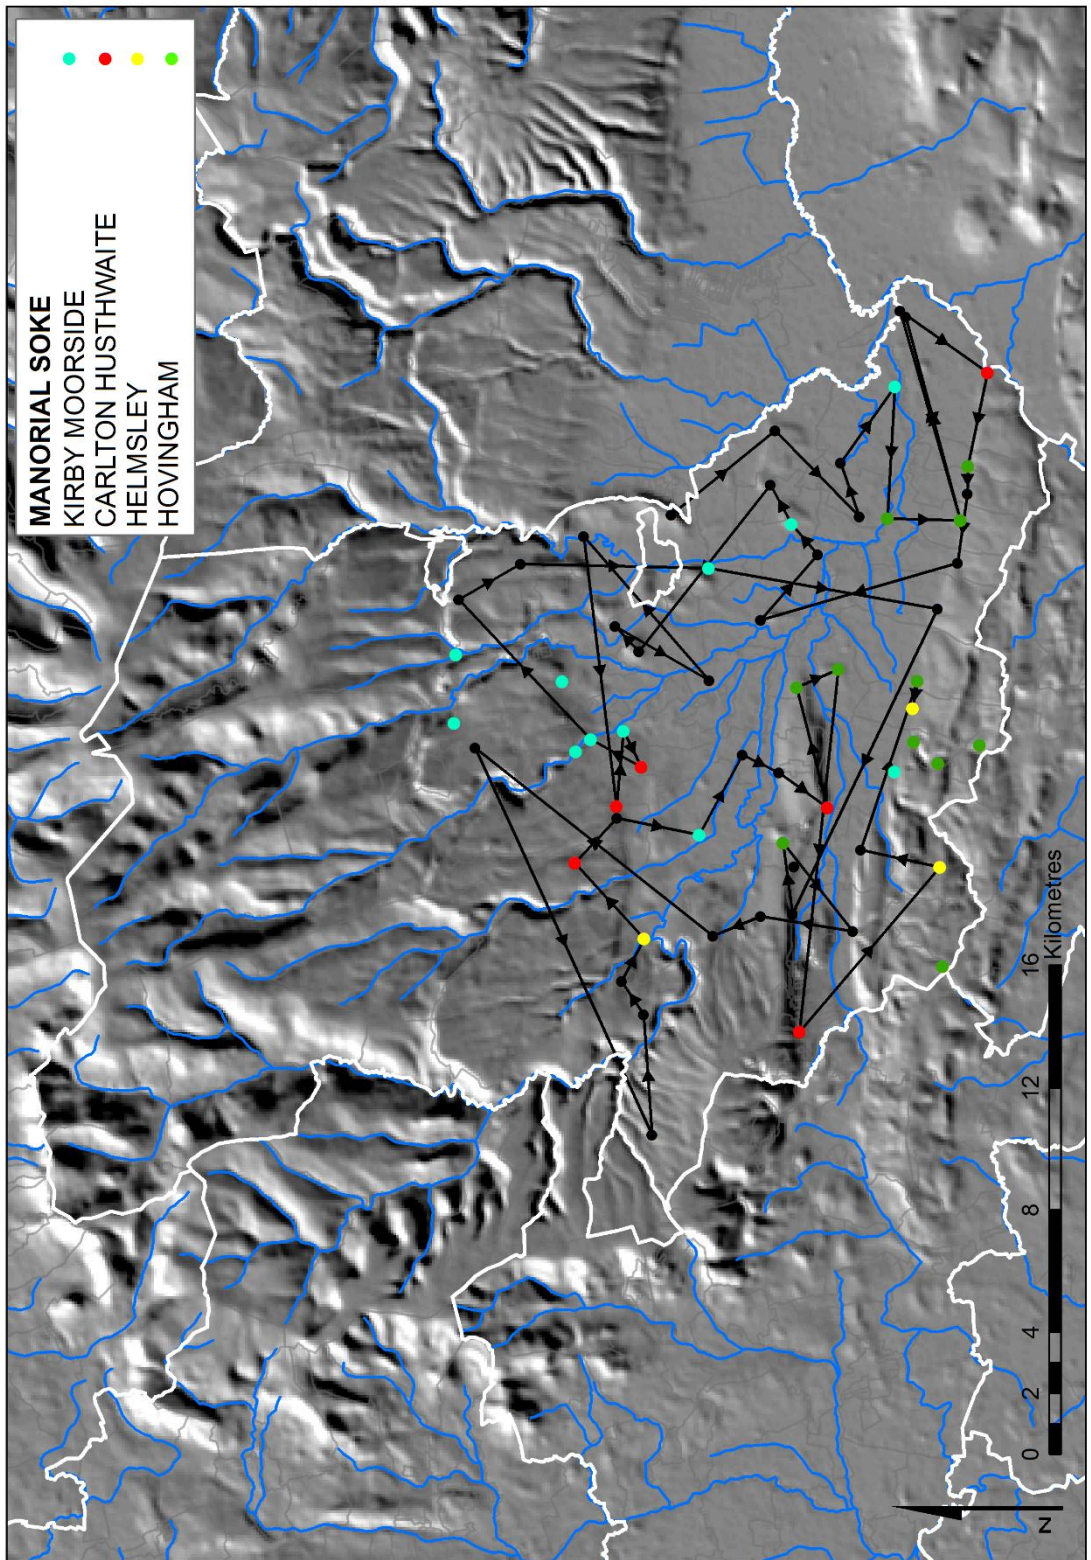 MANORIAL SOKE
KIRBY MOORSIDE
CARLTON HUSTHWAITE
HELMSLEY
HOVINGHAM
0 2 4 8 12 16
Kilometres
N